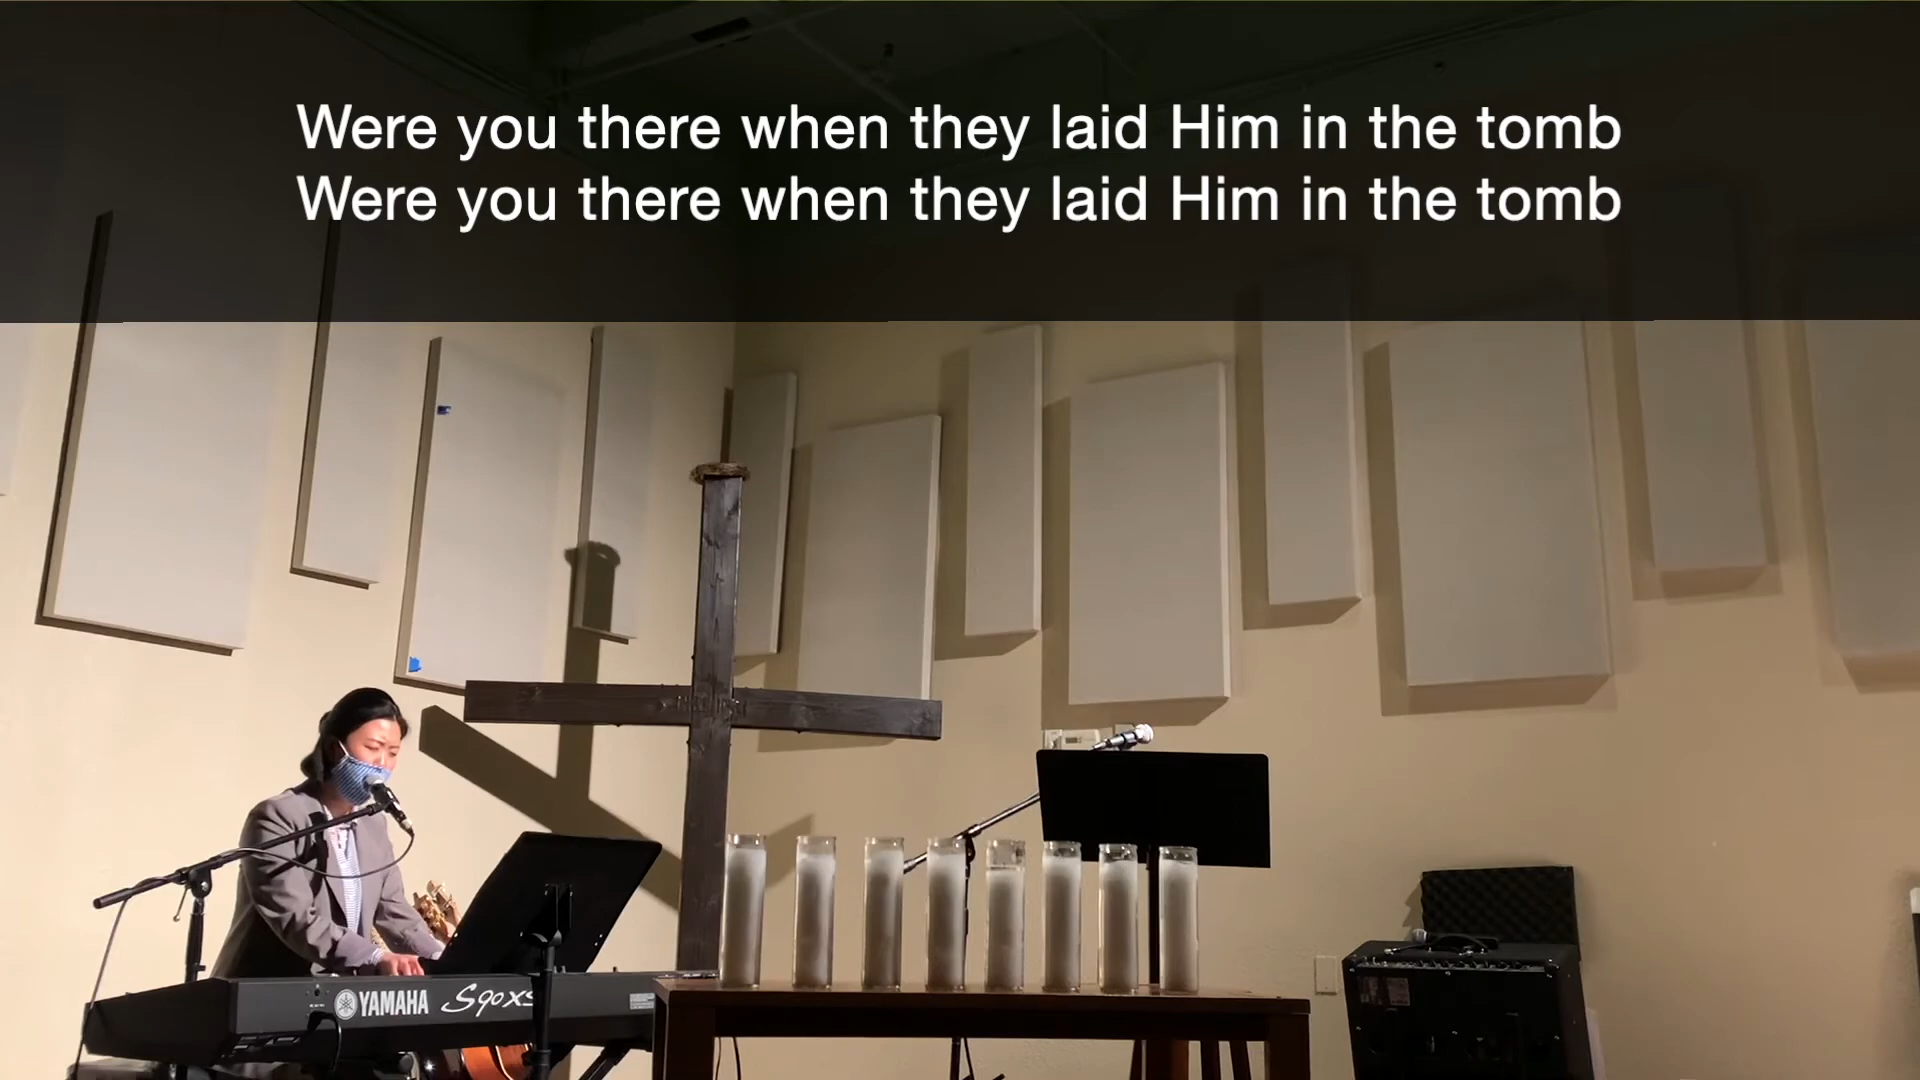 Were you there when they laid Him in the tomb
Were you there when they laid Him in the tomb
YAMAHA S90XS